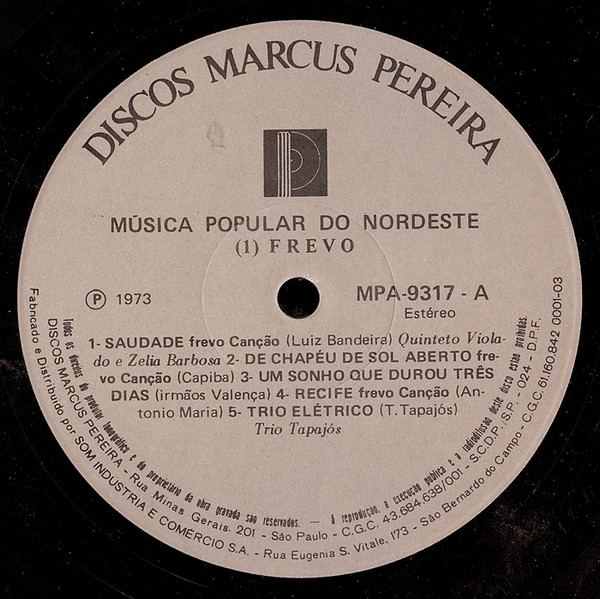 DISCOS MARCUS PEREIRA
MÚSICA POPULAR DO NORDESTE
(1) FREVO
P 1973
MPA-9317 - A
Estéreo
1- SAUDADE frevo Canção (Luiz Bandeira) Quinteto Viola-
do e Zelia Barbosa 2- DE CHAPÉU DE SOL ABERTO fre-
vo Canção (Capiba) 3- UM SONHO QUE DUROU TRÊS
DIAS (irmãos Valença) 4- RECIFE frevo Canção (An-
tonio Maria) 5- TRIO ELÉTRICO (T. Tapajós)
Trio Tapajós
Todos os direitos do produtor fonográfico e do proprietário da obra gravada são reservados. — A reprodução, a execução pública e a radiodifusão deste disco estão proibidas.
DISCOS MARCUS PEREIRA - Rua Minas Gerais, 201 - São Paulo - C.G.C. 43.684.638/001 - S.C.D.P. /S.P. - 024 - D.P.F.
Fabricado e Distribuído por SOM INDUSTRIA E COMERCIO S.A. - Rua Eugenia S. Vitale, 173 - São Bernardo do Campo - C.G.C. 61.160.842 0001-03